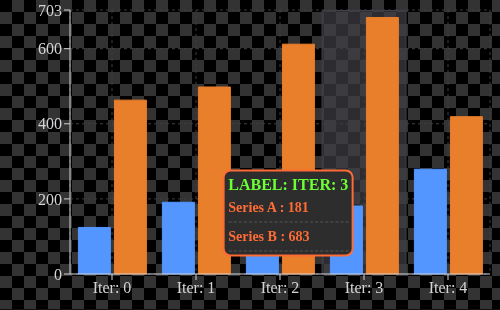 703
600
400
200
0
LABEL: ITER: 3
Series A : 181
Series B : 683
Iter: 0 Iter: 1 Iter: 2 Iter: 3 Iter: 4